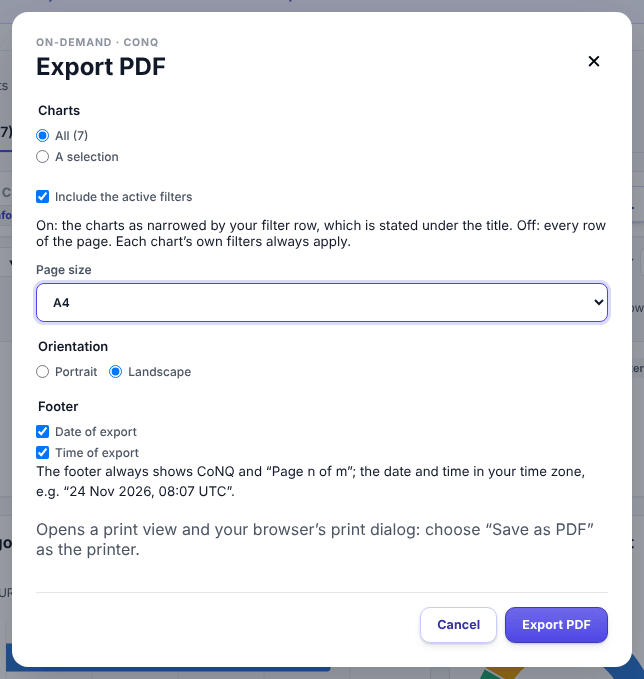 ON-DEMAND · CONQ
Export PDF
Charts
All (7)
A selection
Include the active filters
On: the charts as narrowed by your filter row, which is stated under the title. Off: every row
of the page. Each chart’s own filters always apply.
Page size
A4
Orientation
Portrait
Landscape
Footer
Date of export
Time of export
The footer always shows CoNQ and “Page n of m”; the date and time in your time zone,
e.g. “24 Nov 2026, 08:07 UTC”.
Opens a print view and your browser’s print dialog: choose “Save as PDF”
as the printer.
Cancel
Export PDF